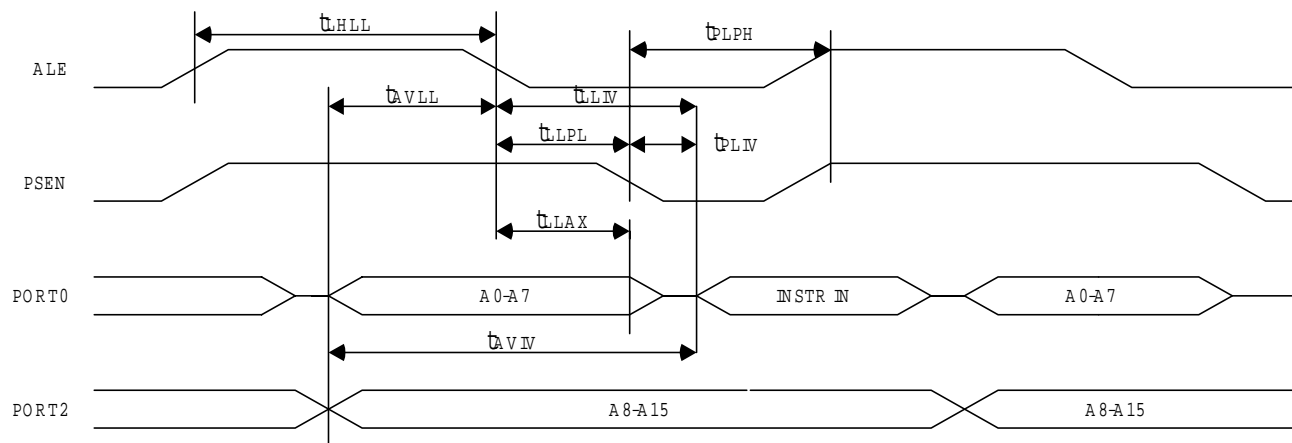 tLHLL
tPLPH
ALE
tAVLL
tLLIV
tLLPL
tPLIV
PSEN
tLLAX
PORT0
A0-A7
INSTR IN
A0-A7
tAVIV
PORT2
A8-A15
A8-A15